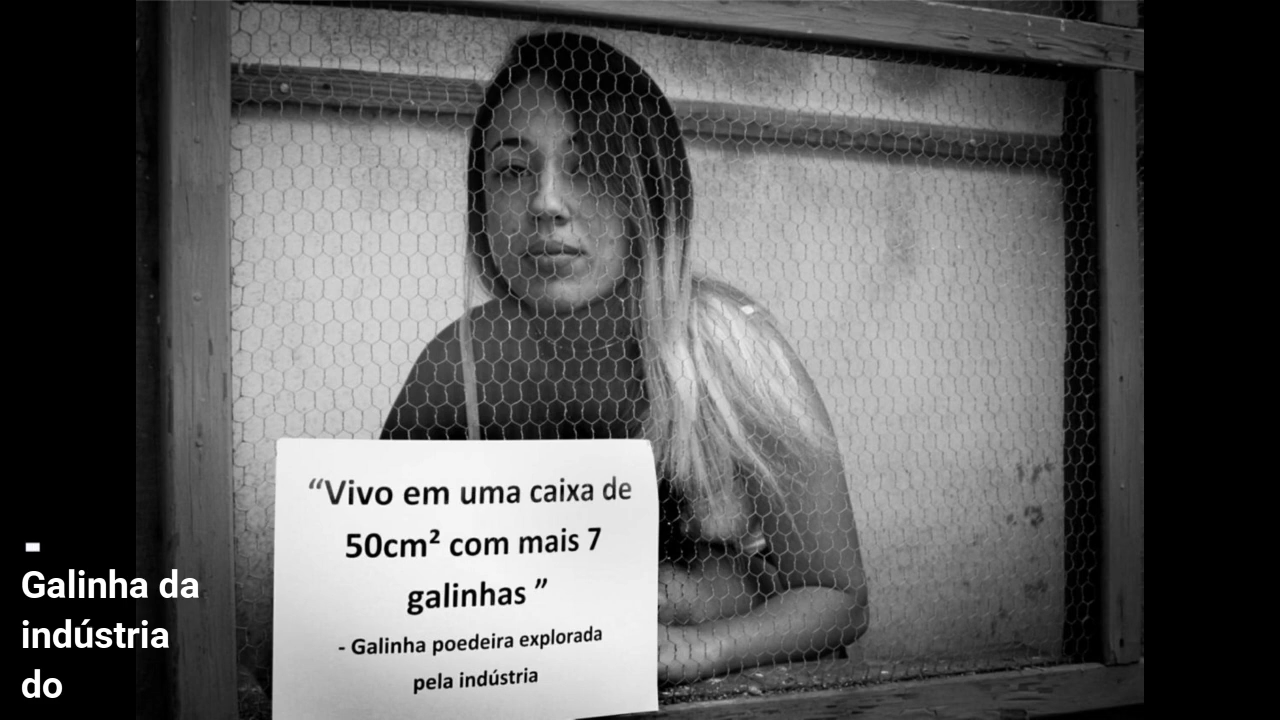 “Vivo em uma caixa de
50cm² com mais 7
galinhas ”
- Galinha poedeira explorada
pela indústria
-
Galinha da
indústria
do